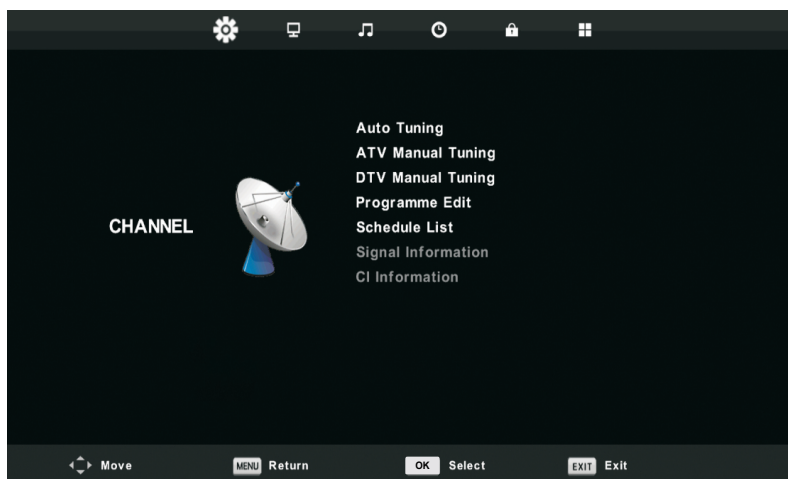 CHANNEL
Auto Tuning
ATV Manual Tuning
DTV Manual Tuning
Programme Edit
Schedule List
Signal Information
CI Information
Move MENU Return OK Select EXIT Exit